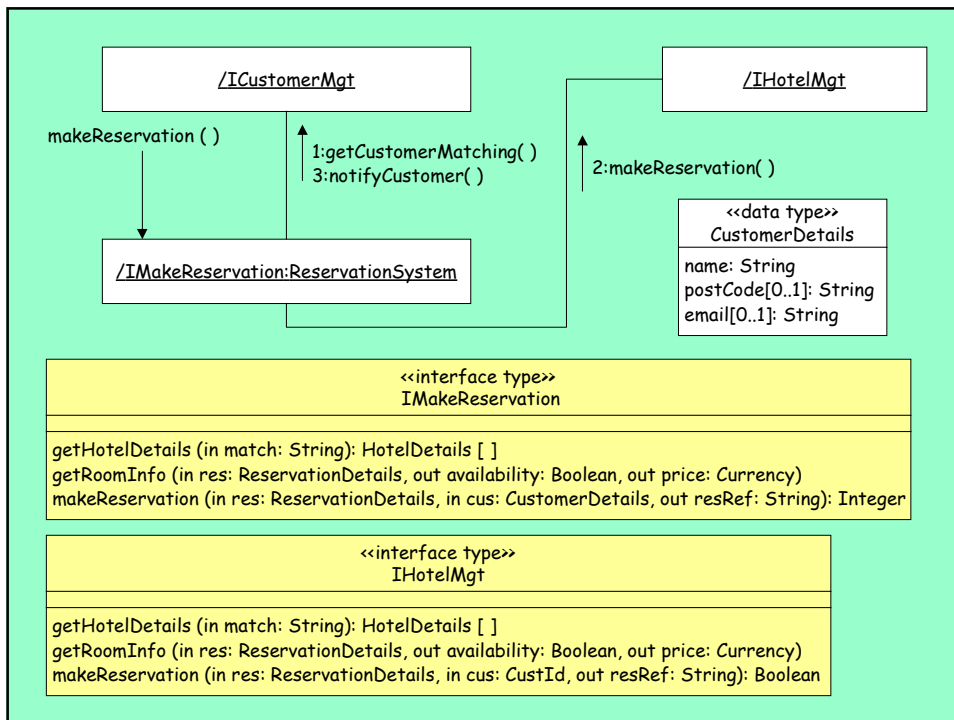 /ICustomerMgt
/IHotelMgt
makeReservation ( )
1:getCustomerMatching( )
3:notifyCustomer( )
2:makeReservation( )
/IMakeReservation:ReservationSystem
«data type»
CustomerDetails
name: String
postCode[0..1]: String
email[0..1]: String
«interface type»
IMakeReservation
getHotelDetails (in match: String): HotelDetails [ ]
getRoomInfo (in res: ReservationDetails, out availability: Boolean, out price: Currency)
makeReservation (in res: ReservationDetails, in cus: CustomerDetails, out resRef: String): Integer
«interface type»
IHotelMgt
getHotelDetails (in match: String): HotelDetails [ ]
getRoomInfo (in res: ReservationDetails, out availability: Boolean, out price: Currency)
makeReservation (in res: ReservationDetails, in cus: CustId, out resRef: String): Boolean